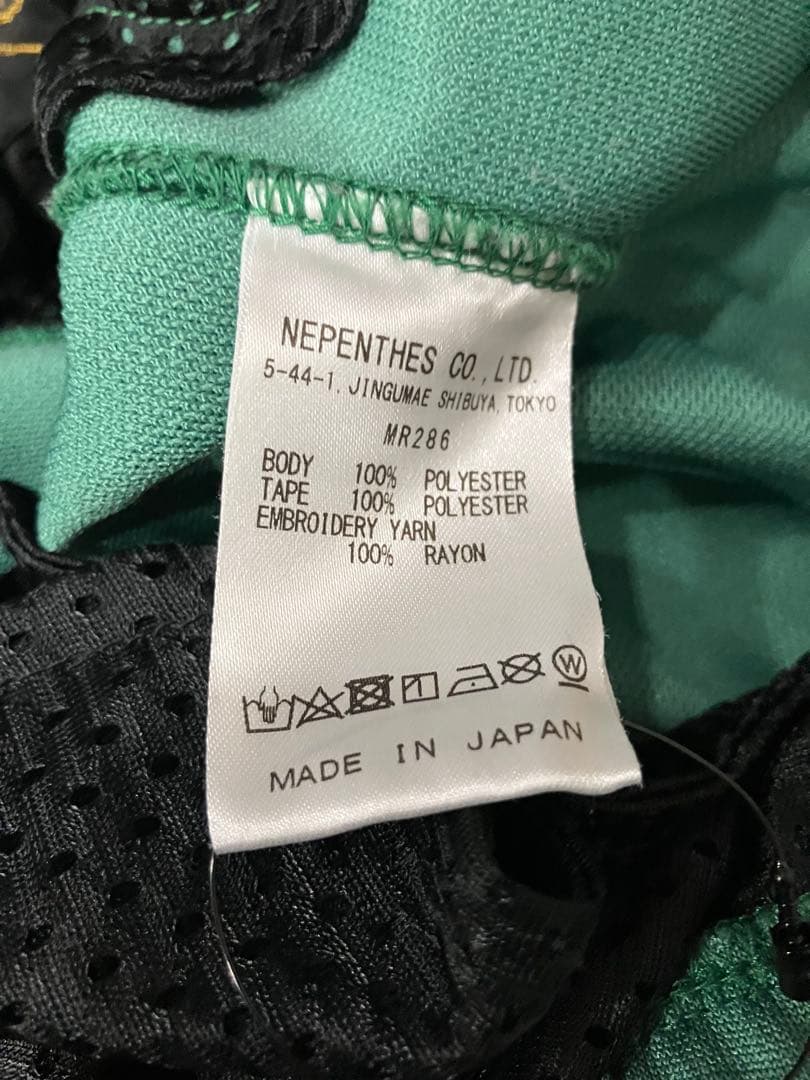 NEPENTHES CO., LTD.
5-44-1, JINGUMAE SHIBUYA, TOKYO
MR286
BODY 100% POLYESTER
TAPE 100% POLYESTER
EMBROIDERY YARN
100% RAYON
W
MADE IN JAPAN